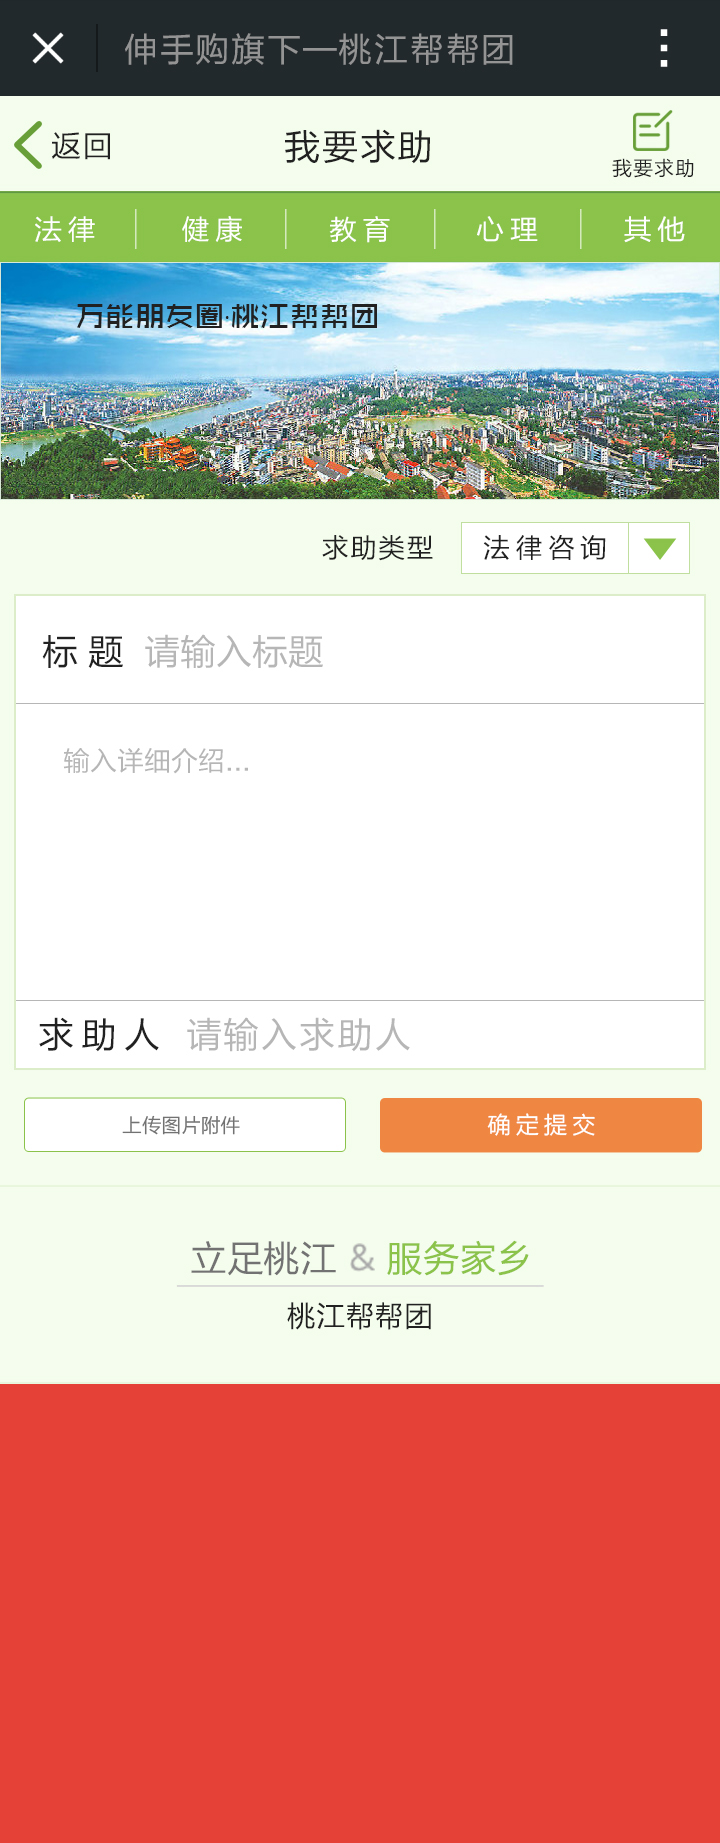 伸手购旗下—桃江帮帮团
返回
我要求助
我要求助
法律 健康 教育 心理 其他
万能朋友圈·桃江帮帮团
求助类型 法律咨询
标题 请输入标题
输入详细介绍...
求助人 请输入求助人
上传图片附件 确定提交
立足桃江 & 服务家乡
桃江帮帮团